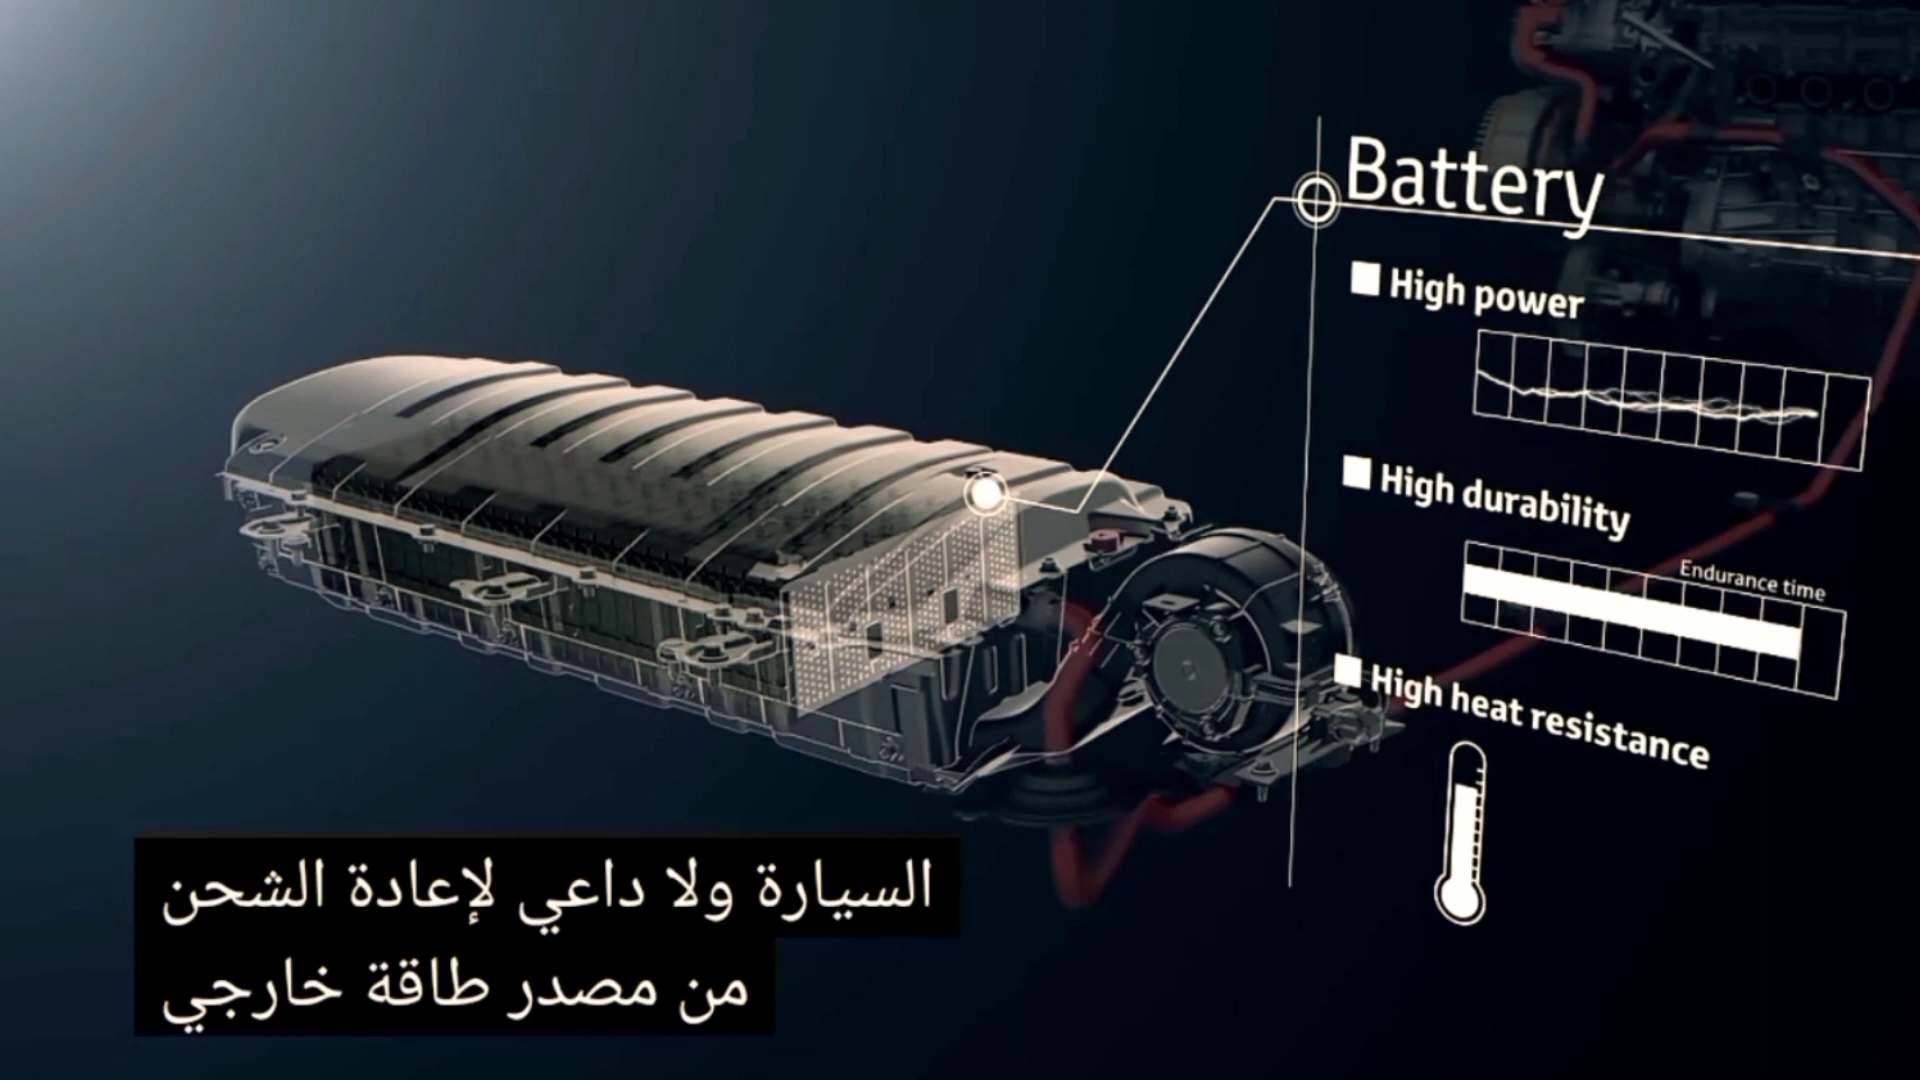 Battery
High power
High durability
Endurance time
High heat resistance
السيارة ولا داعي لإعادة الشحن
من مصدر طاقة خارجي